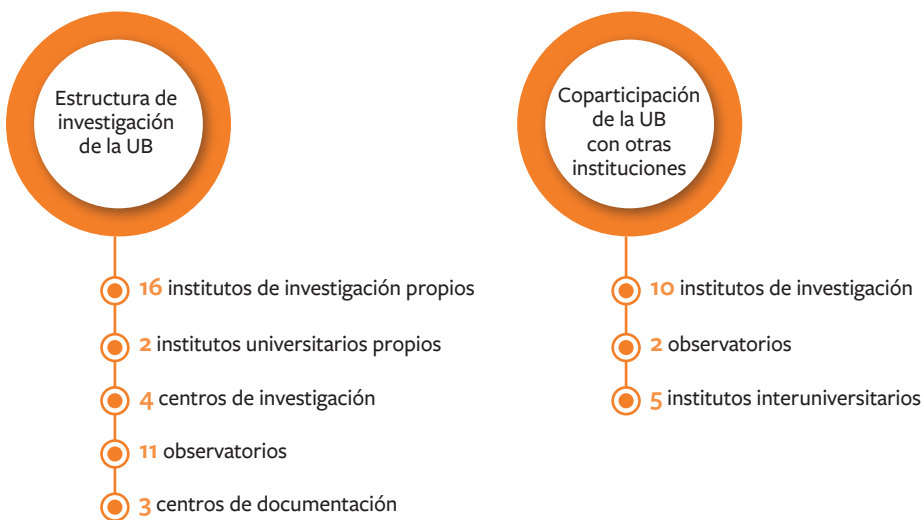 Estructura de
investigación
de la UB
16 institutos de investigación propios
2 institutos universitarios propios
4 centros de investigación
11 observatorios
3 centros de documentación
Coparticipación
de la UB
con otras
instituciones
10 institutos de investigación
2 observatorios
5 institutos interuniversitarios